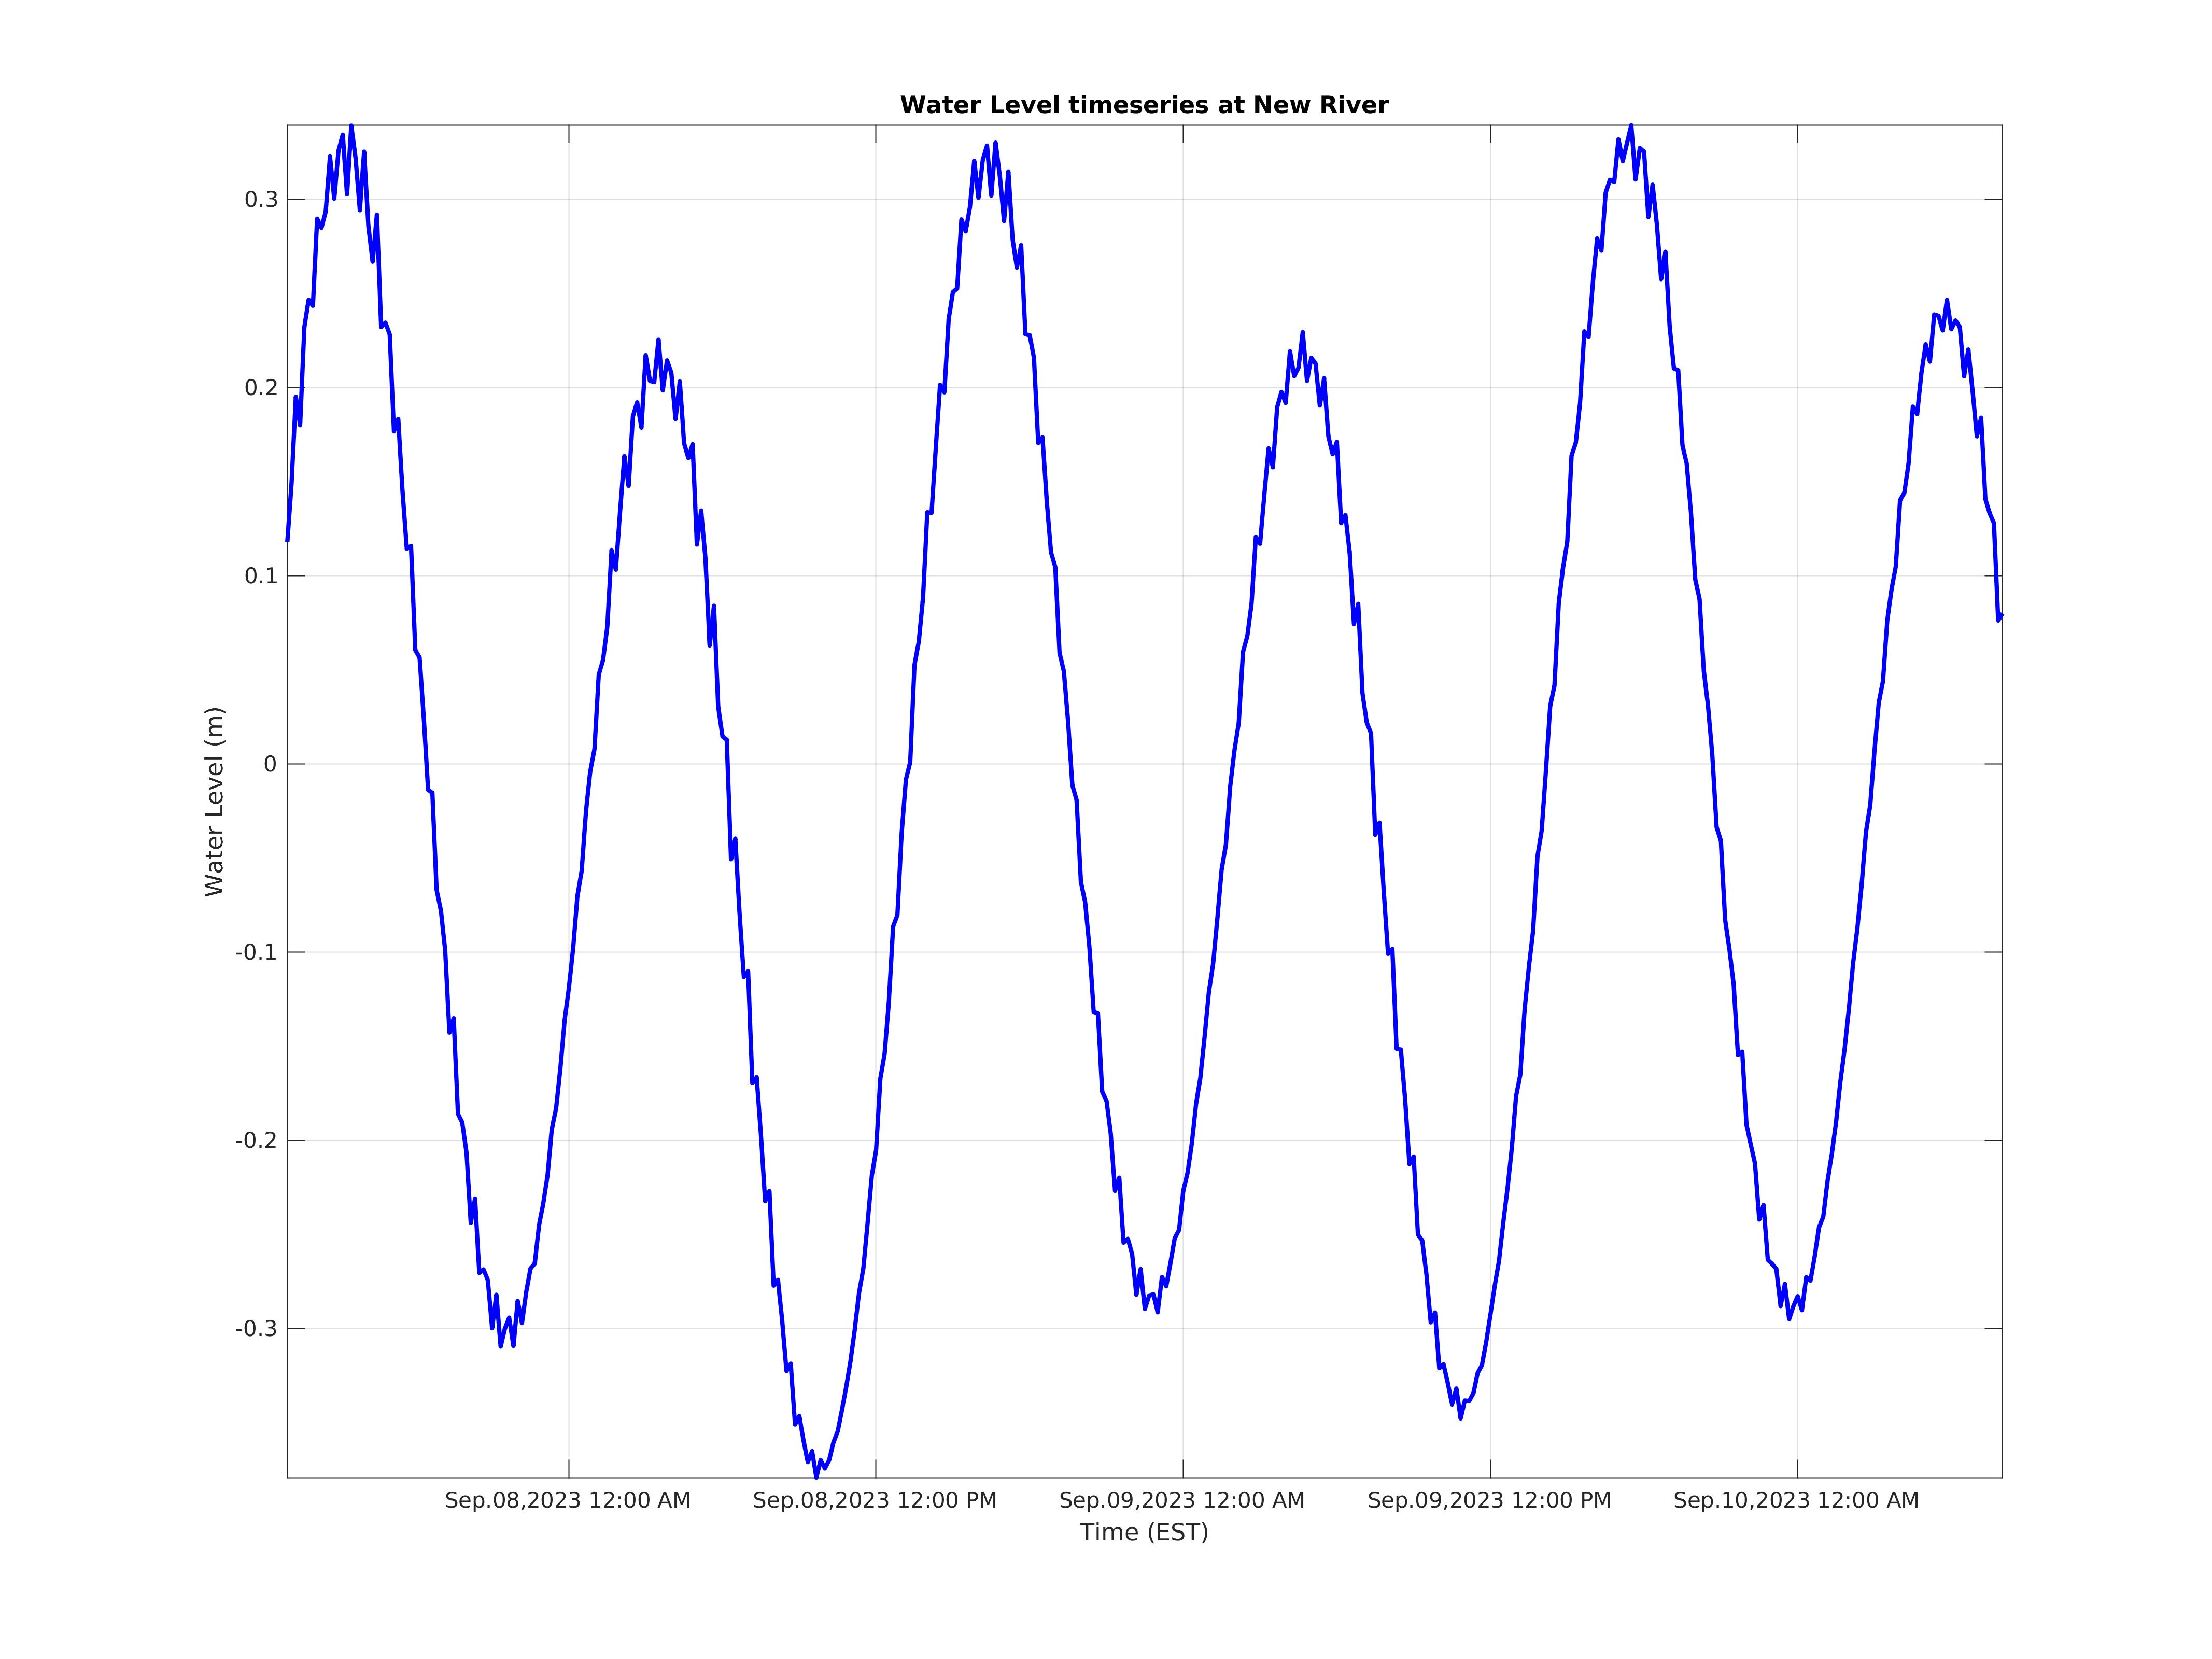 Water Level timeseries at New River
0.3
0.2
0.1
0
-0.1
-0.2
-0.3
Water Level (m)
Sep.08,2023 12:00 AM Sep.08,2023 12:00 PM Sep.09,2023 12:00 AM Sep.09,2023 12:00 PM Sep.10,2023 12:00 AM
Time (EST)